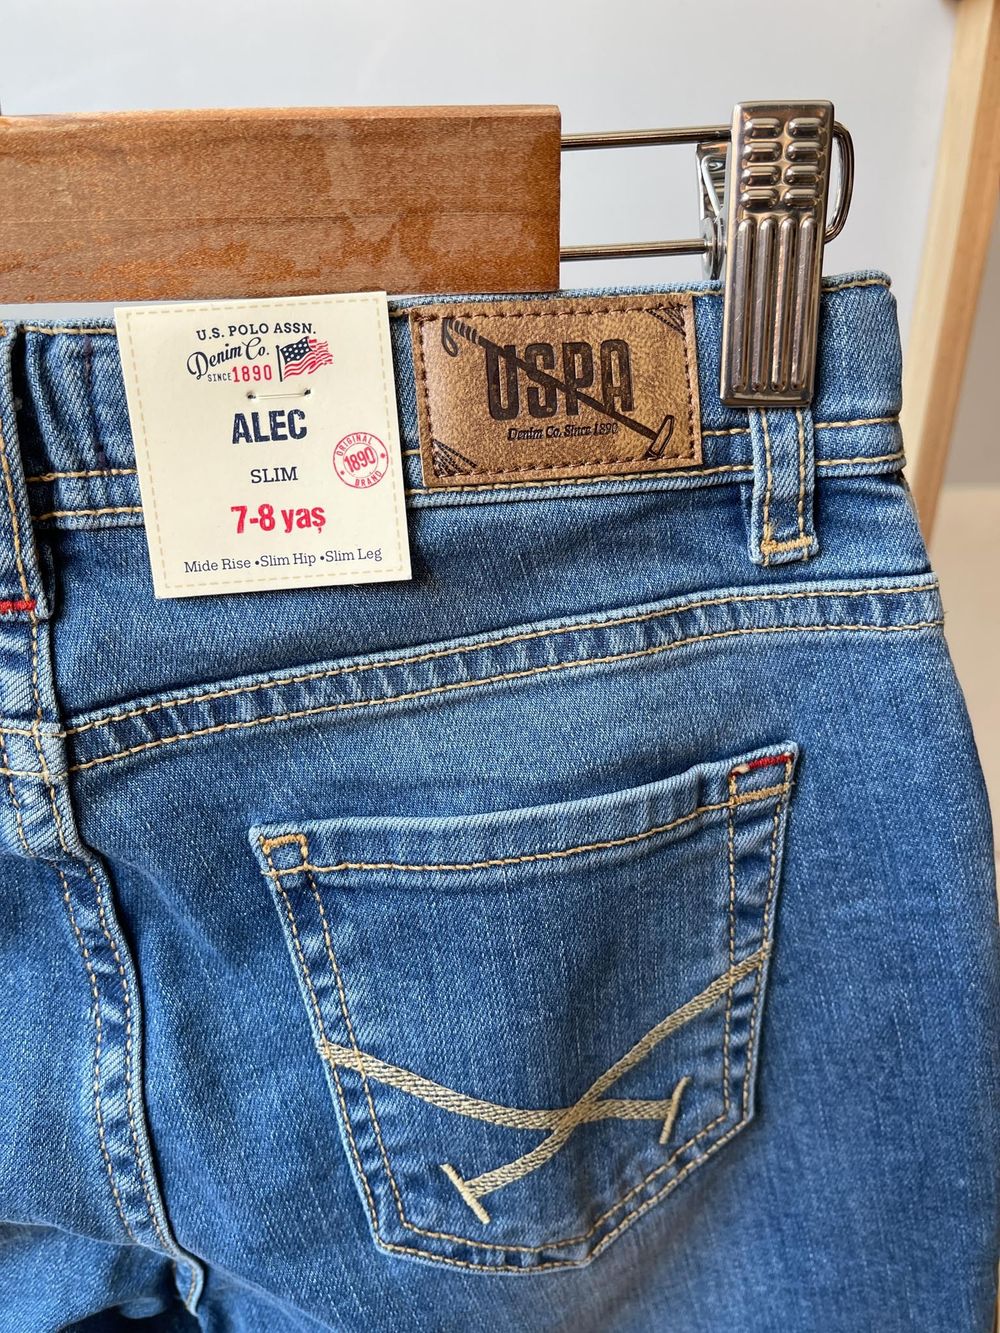 U.S. POLO ASSN.
Denim Co.
SINCE 1890
ALEC
SLIM
ORIGINAL
1890
BRAND
7-8 yaş
Mide Rise •Slim Hip •Slim Leg
USPA
Denim Co. Since 1890